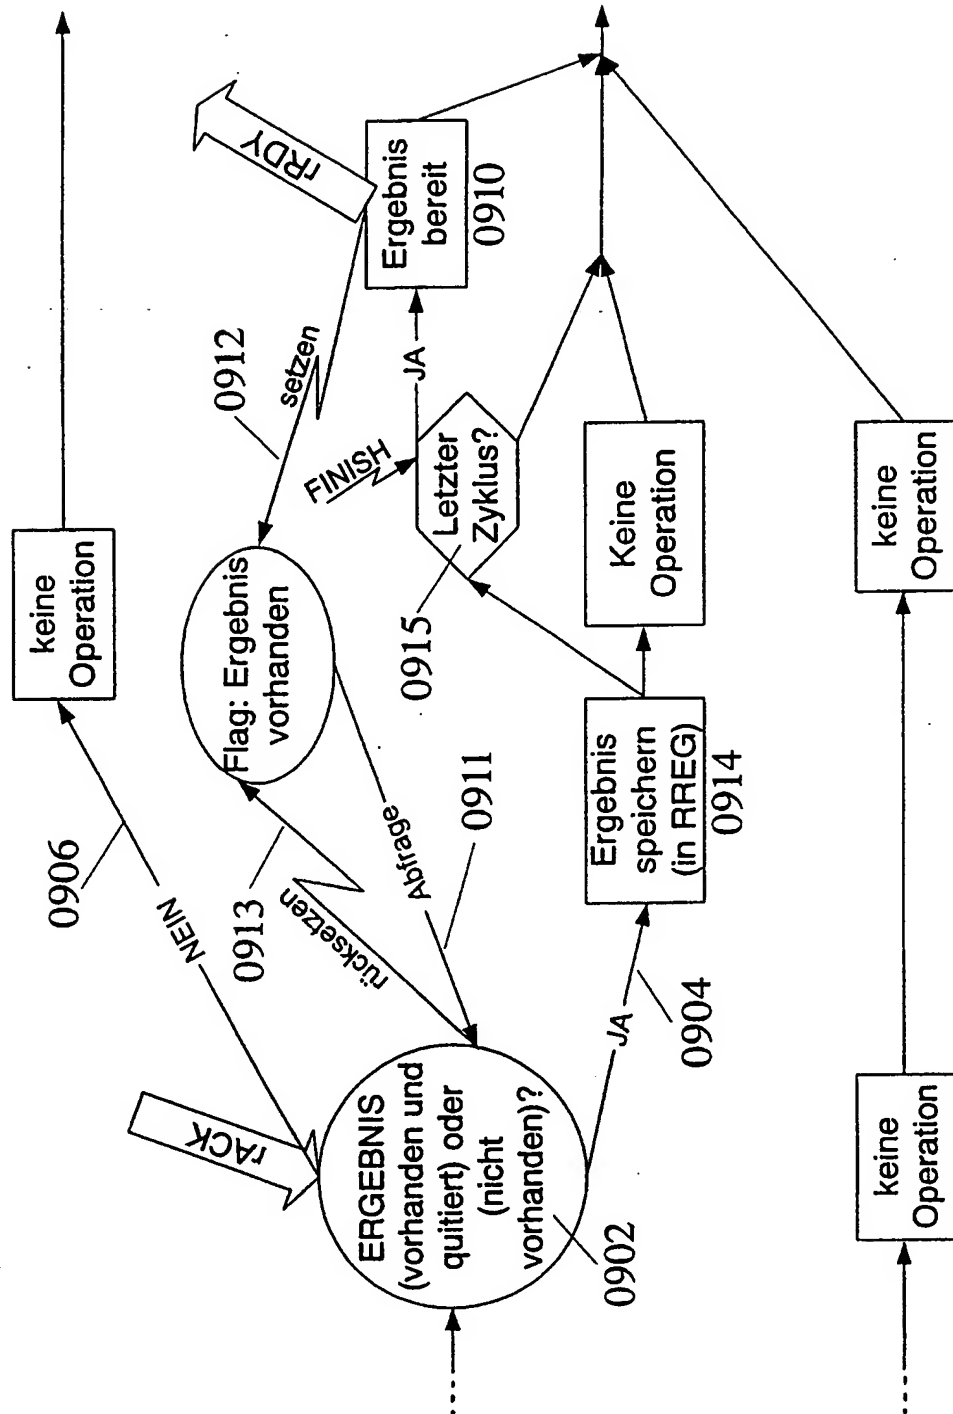 keine
Operation
NEIN
0906
rACK
rRDY
Flag: Ergebnis
vorhanden
setzen
0912
rücksetzen
0913
Abfrage
0911
ERGEBNIS
(vorhanden und
quitiert) oder
(nicht
vorhanden)?
0902
FINISH
Letzter
Zyklus?
0915
JA
Ergebnis
bereit
0910
JA
0904
Ergebnis
speichern
(in RREG)
0914
Keine
Operation
keine
Operation
keine
Operation